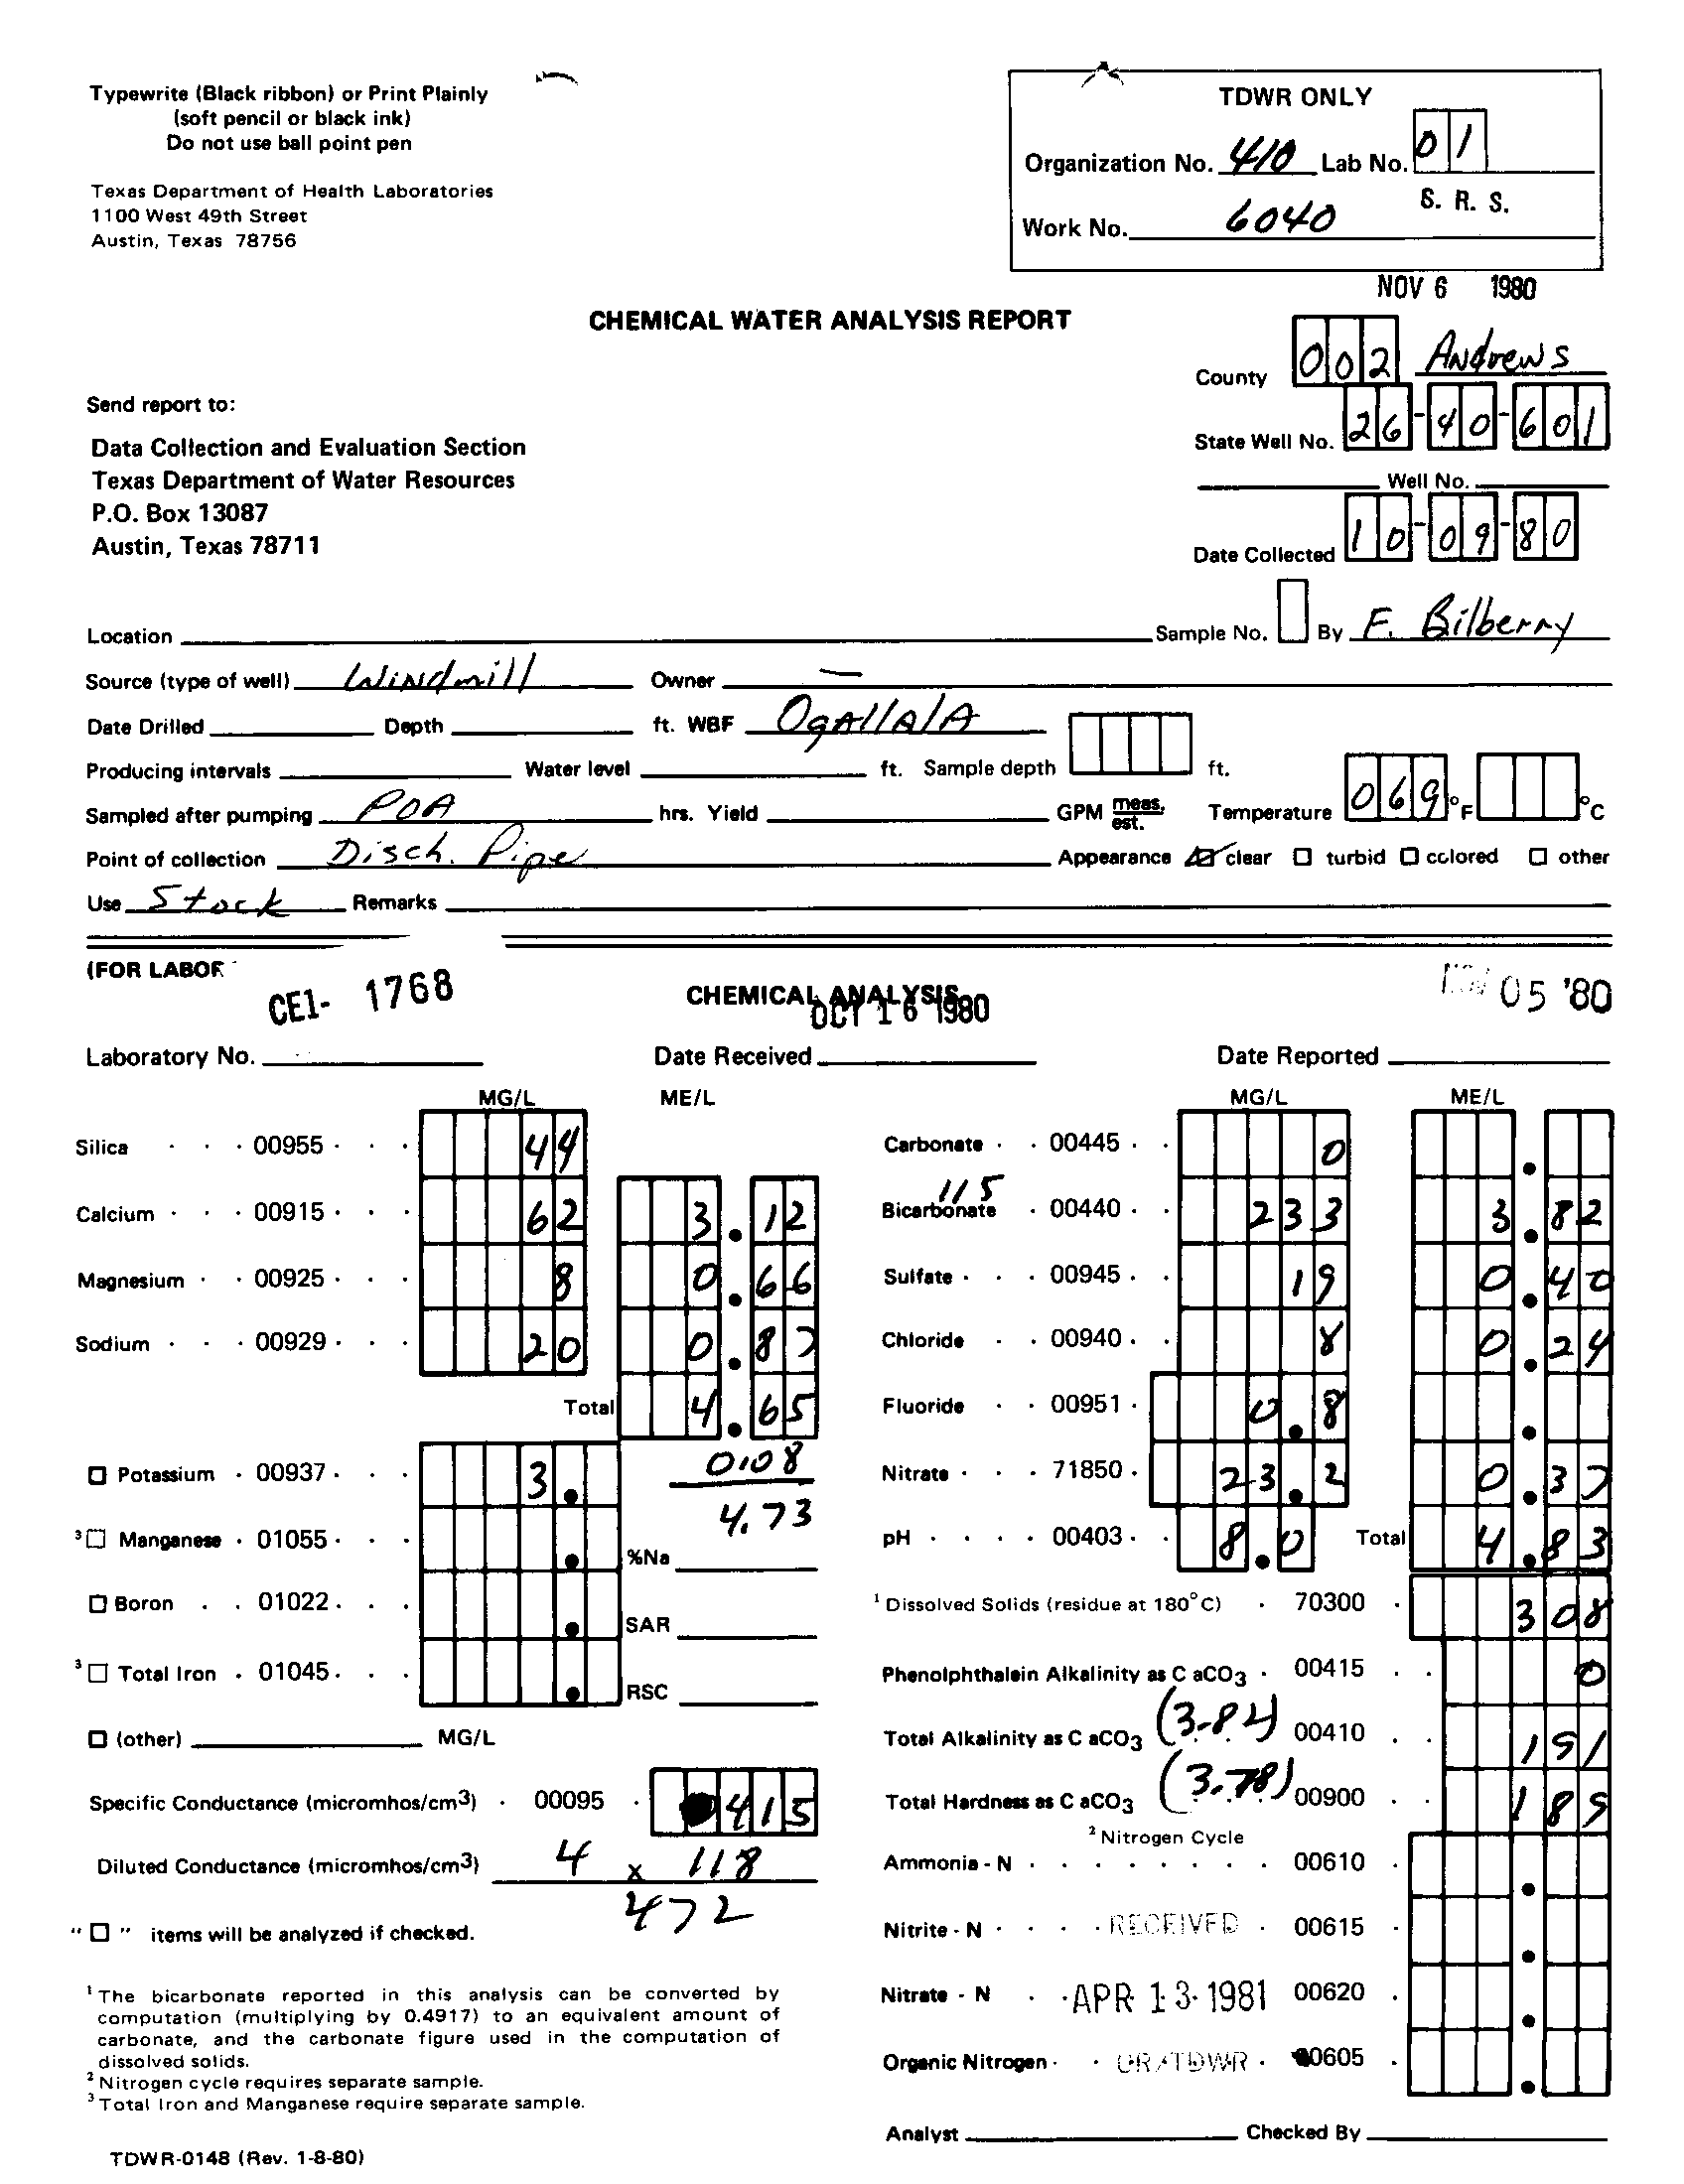 Typewrite (Black ribbon) or Print Plainly
(soft pencil or black ink)
Do not use ball point pen
Texas Department of Health Laboratories
1100 West 49th Street
Austin, Texas 78756
TDWR ONLY
Organization No. 410 Lab No. 01
S. R. S.
Work No. 6040
NOV 6 1980
CHEMICAL WATER ANALYSIS REPORT
County 002 Andrews
Send report to:
State Well No. 26-40-601
Data Collection and Evaluation Section
Texas Department of Water Resources
Well No.
P.O. Box 13087
Austin, Texas 78711
Date Collected 10-09-80
Location Sample No. By F. Bilberry
Source (type of well) Windmill Owner —
Date Drilled Depth ft. WBF OgAllAlA
Producing intervals Water level ft. Sample depth ft.
Sampled after pumping POA hrs. Yield GPM meas. est. Temperature 069 °F °C
Point of collection Disch. Pipe Appearance clear turbid colored other
Use Stock Remarks
(FOR LABOR
CE1- 1768
CHEMICAL ANALYSIS
OCT 16 1980
NOV 05 '80
Laboratory No. Date Received Date Reported
MG/L ME/L MG/L ME/L
Silica 00955 44 Carbonate 00445 0
115
Calcium 00915 62 3.12 Bicarbonate 00440 233 3.82
Magnesium 00925 8 0.66 Sulfate 00945 19 0.40
Sodium 00929 20 0.87 Chloride 00940 8 0.24
Total 4.65 Fluoride 00951 0.8
Potassium 00937 3. 0.08 Nitrate 71850 23.2 0.37
4.73
3 Manganese 01055 . %Na pH 00403 8.0 Total 4.83
Boron 01022 . SAR 1 Dissolved Solids (residue at 180°C) 70300 308
3 Total Iron 01045 . RSC Phenolphthalein Alkalinity as C aCO3 00415 0
(other) MG/L Total Alkalinity as C aCO3 (3.82) 00410 191
Specific Conductance (micromhos/cm3) 00095 415 Total Hardness as C aCO3 (3.78) 00900 189
2 Nitrogen Cycle
Diluted Conductance (micromhos/cm3) 4 x 118 Ammonia - N 00610
472
" □ " items will be analyzed if checked. Nitrite - N RECEIVED 00615
1 The bicarbonate reported in this analysis can be converted by
computation (multiplying by 0.4917) to an equivalent amount of
carbonate, and the carbonate figure used in the computation of
dissolved solids.
Nitrate - N APR 13 1981 00620
2 Nitrogen cycle requires separate sample.
3 Total Iron and Manganese require separate sample.
Organic Nitrogen TDWR 00605
Analyst Checked By
TDWR-0148 (Rev. 1-8-80)